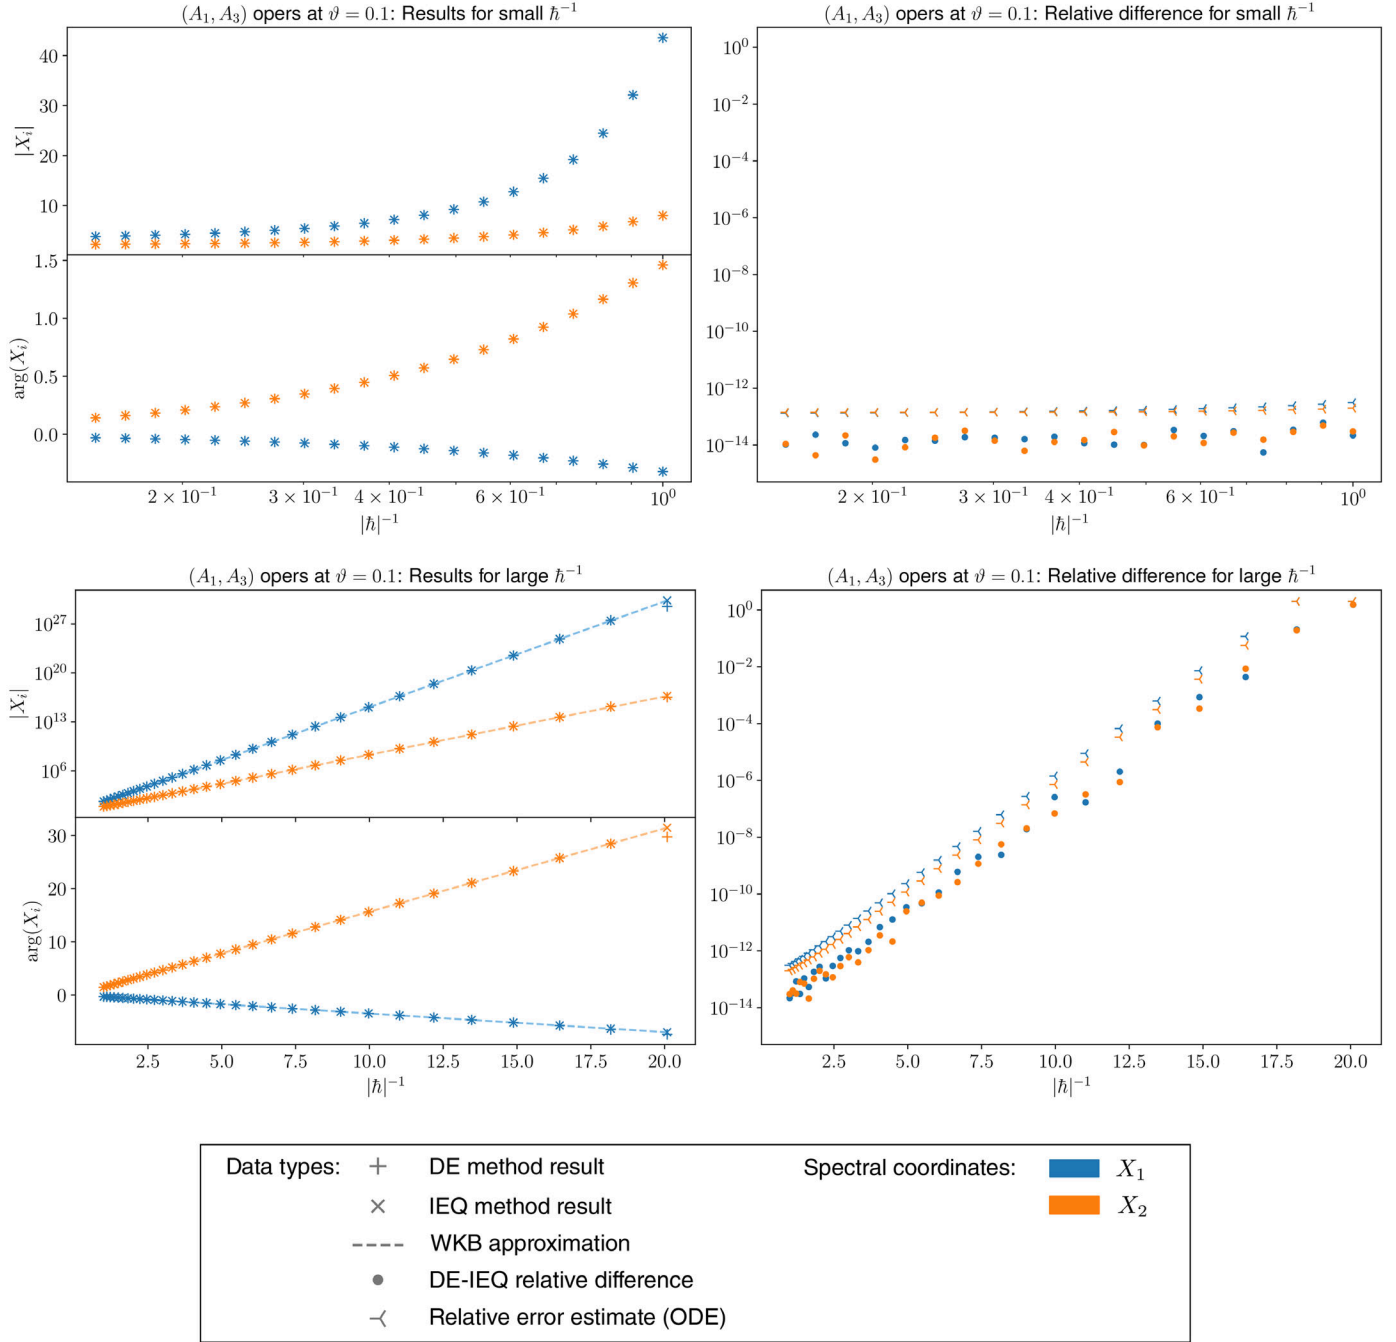 (A₁, A₃) opers at ϑ = 0.1: Results for small ℏ⁻¹
40
30
20
10
|Xᵢ|
1.5
1.0
0.5
0.0
arg(Xᵢ)
2 × 10⁻¹ 3 × 10⁻¹ 4 × 10⁻¹ 6 × 10⁻¹ 10⁰
|ℏ|⁻¹
(A₁, A₃) opers at ϑ = 0.1: Relative difference for small ℏ⁻¹
10⁰
10⁻²
10⁻⁴
10⁻⁶
10⁻⁸
10⁻¹⁰
10⁻¹²
10⁻¹⁴
2 × 10⁻¹ 3 × 10⁻¹ 4 × 10⁻¹ 6 × 10⁻¹ 10⁰
|ℏ|⁻¹
(A₁, A₃) opers at ϑ = 0.1: Results for large ℏ⁻¹
10²⁷
10²⁰
10¹³
10⁶
|Xᵢ|
30
20
10
0
arg(Xᵢ)
2.5 5.0 7.5 10.0 12.5 15.0 17.5 20.0
|ℏ|⁻¹
(A₁, A₃) opers at ϑ = 0.1: Relative difference for large ℏ⁻¹
10⁰
10⁻²
10⁻⁴
10⁻⁶
10⁻⁸
10⁻¹⁰
10⁻¹²
10⁻¹⁴
2.5 5.0 7.5 10.0 12.5 15.0 17.5 20.0
|ℏ|⁻¹
Data types:
DE method result
IEQ method result
WKB approximation
DE-IEQ relative difference
Relative error estimate (ODE)
Spectral coordinates:
X₁
X₂